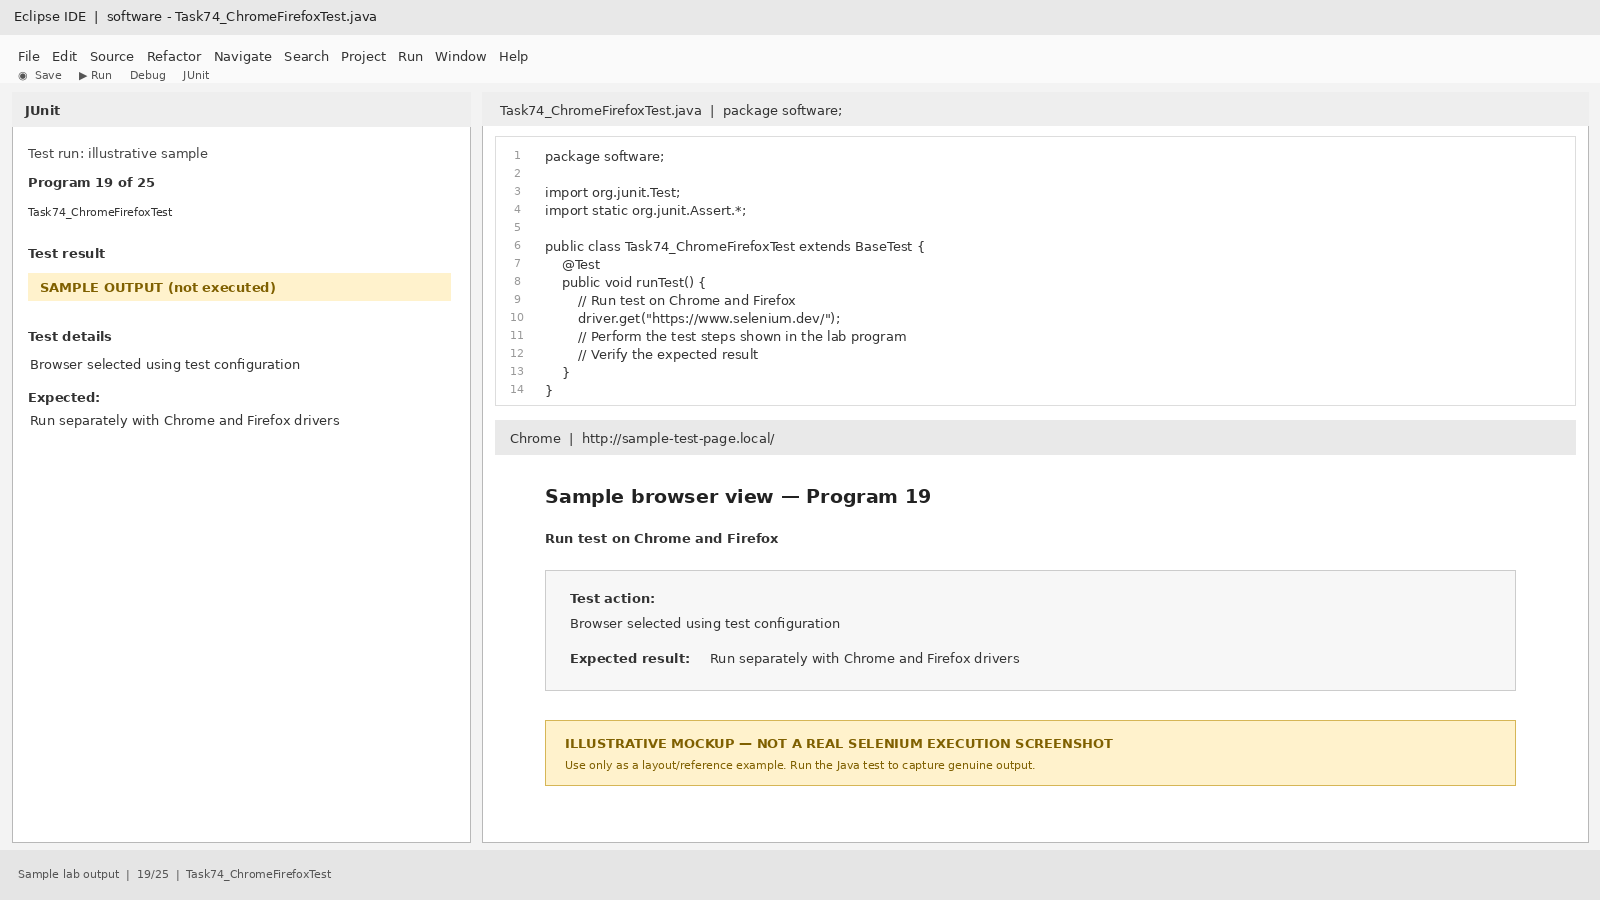 Eclipse IDE | software - Task74_ChromeFirefoxTest.java
File Edit Source Refactor Navigate Search Project Run Window Help
◉ Save ▶ Run Debug JUnit
JUnit
Test run: illustrative sample
Program 19 of 25
Task74_ChromeFirefoxTest
Test result
SAMPLE OUTPUT (not executed)
Test details
Browser selected using test configuration
Expected:
Run separately with Chrome and Firefox drivers
Task74_ChromeFirefoxTest.java | package software;
1 package software;
2
3 import org.junit.Test;
4 import static org.junit.Assert.*;
5
6 public class Task74_ChromeFirefoxTest extends BaseTest {
7     @Test
8     public void runTest() {
9         // Run test on Chrome and Firefox
10         driver.get("https://www.selenium.dev/");
11         // Perform the test steps shown in the lab program
12         // Verify the expected result
13     }
14 }
Chrome | http://sample-test-page.local/
Sample browser view — Program 19
Run test on Chrome and Firefox
Test action:
Browser selected using test configuration
Expected result: Run separately with Chrome and Firefox drivers
ILLUSTRATIVE MOCKUP — NOT A REAL SELENIUM EXECUTION SCREENSHOT
Use only as a layout/reference example. Run the Java test to capture genuine output.
Sample lab output | 19/25 | Task74_ChromeFirefoxTest